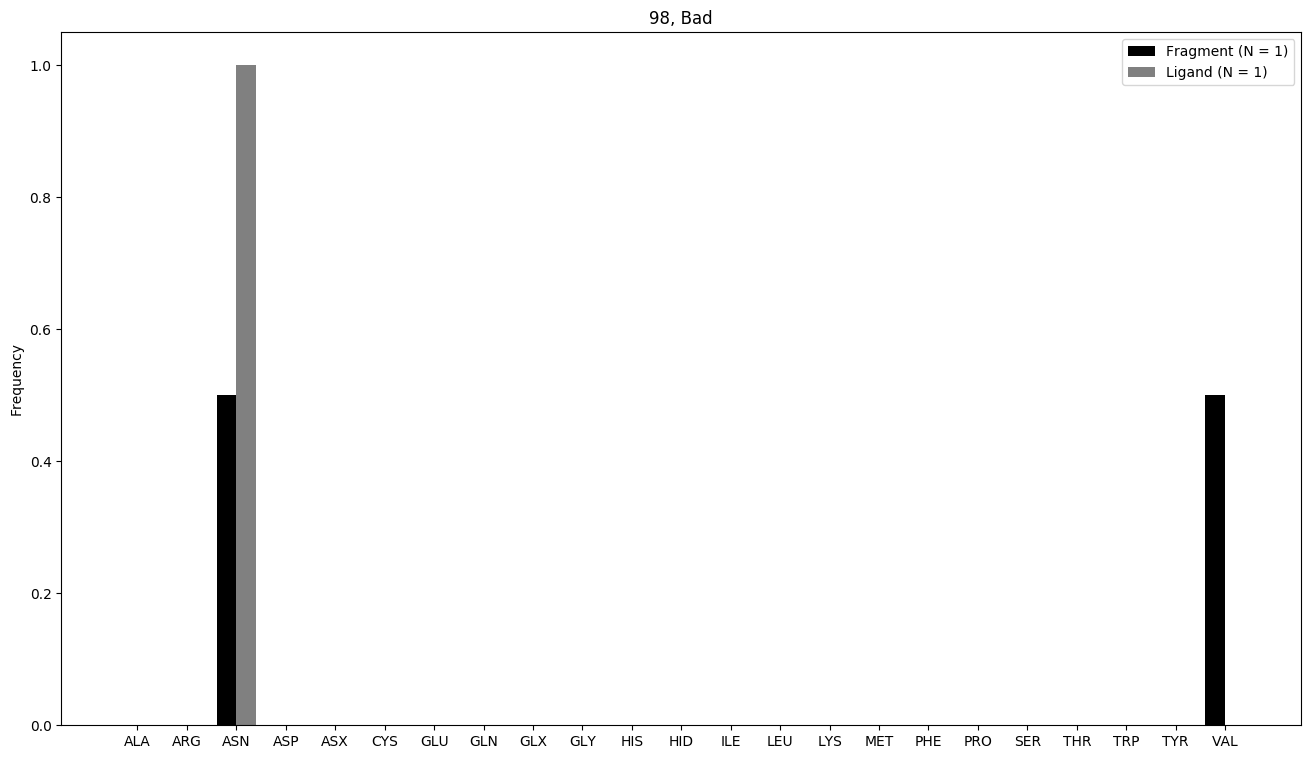 98, Bad
Fragment (N = 1)
Ligand (N = 1)
Frequency
1.0
0.8
0.6
0.4
0.2
0.0
ALA ARG ASN ASP ASX CYS GLU GLN GLX GLY HIS HID ILE LEU LYS MET PHE PRO SER THR TRP TYR VAL